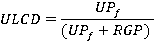 ULCD = UP_f / (UP_f + RGP)